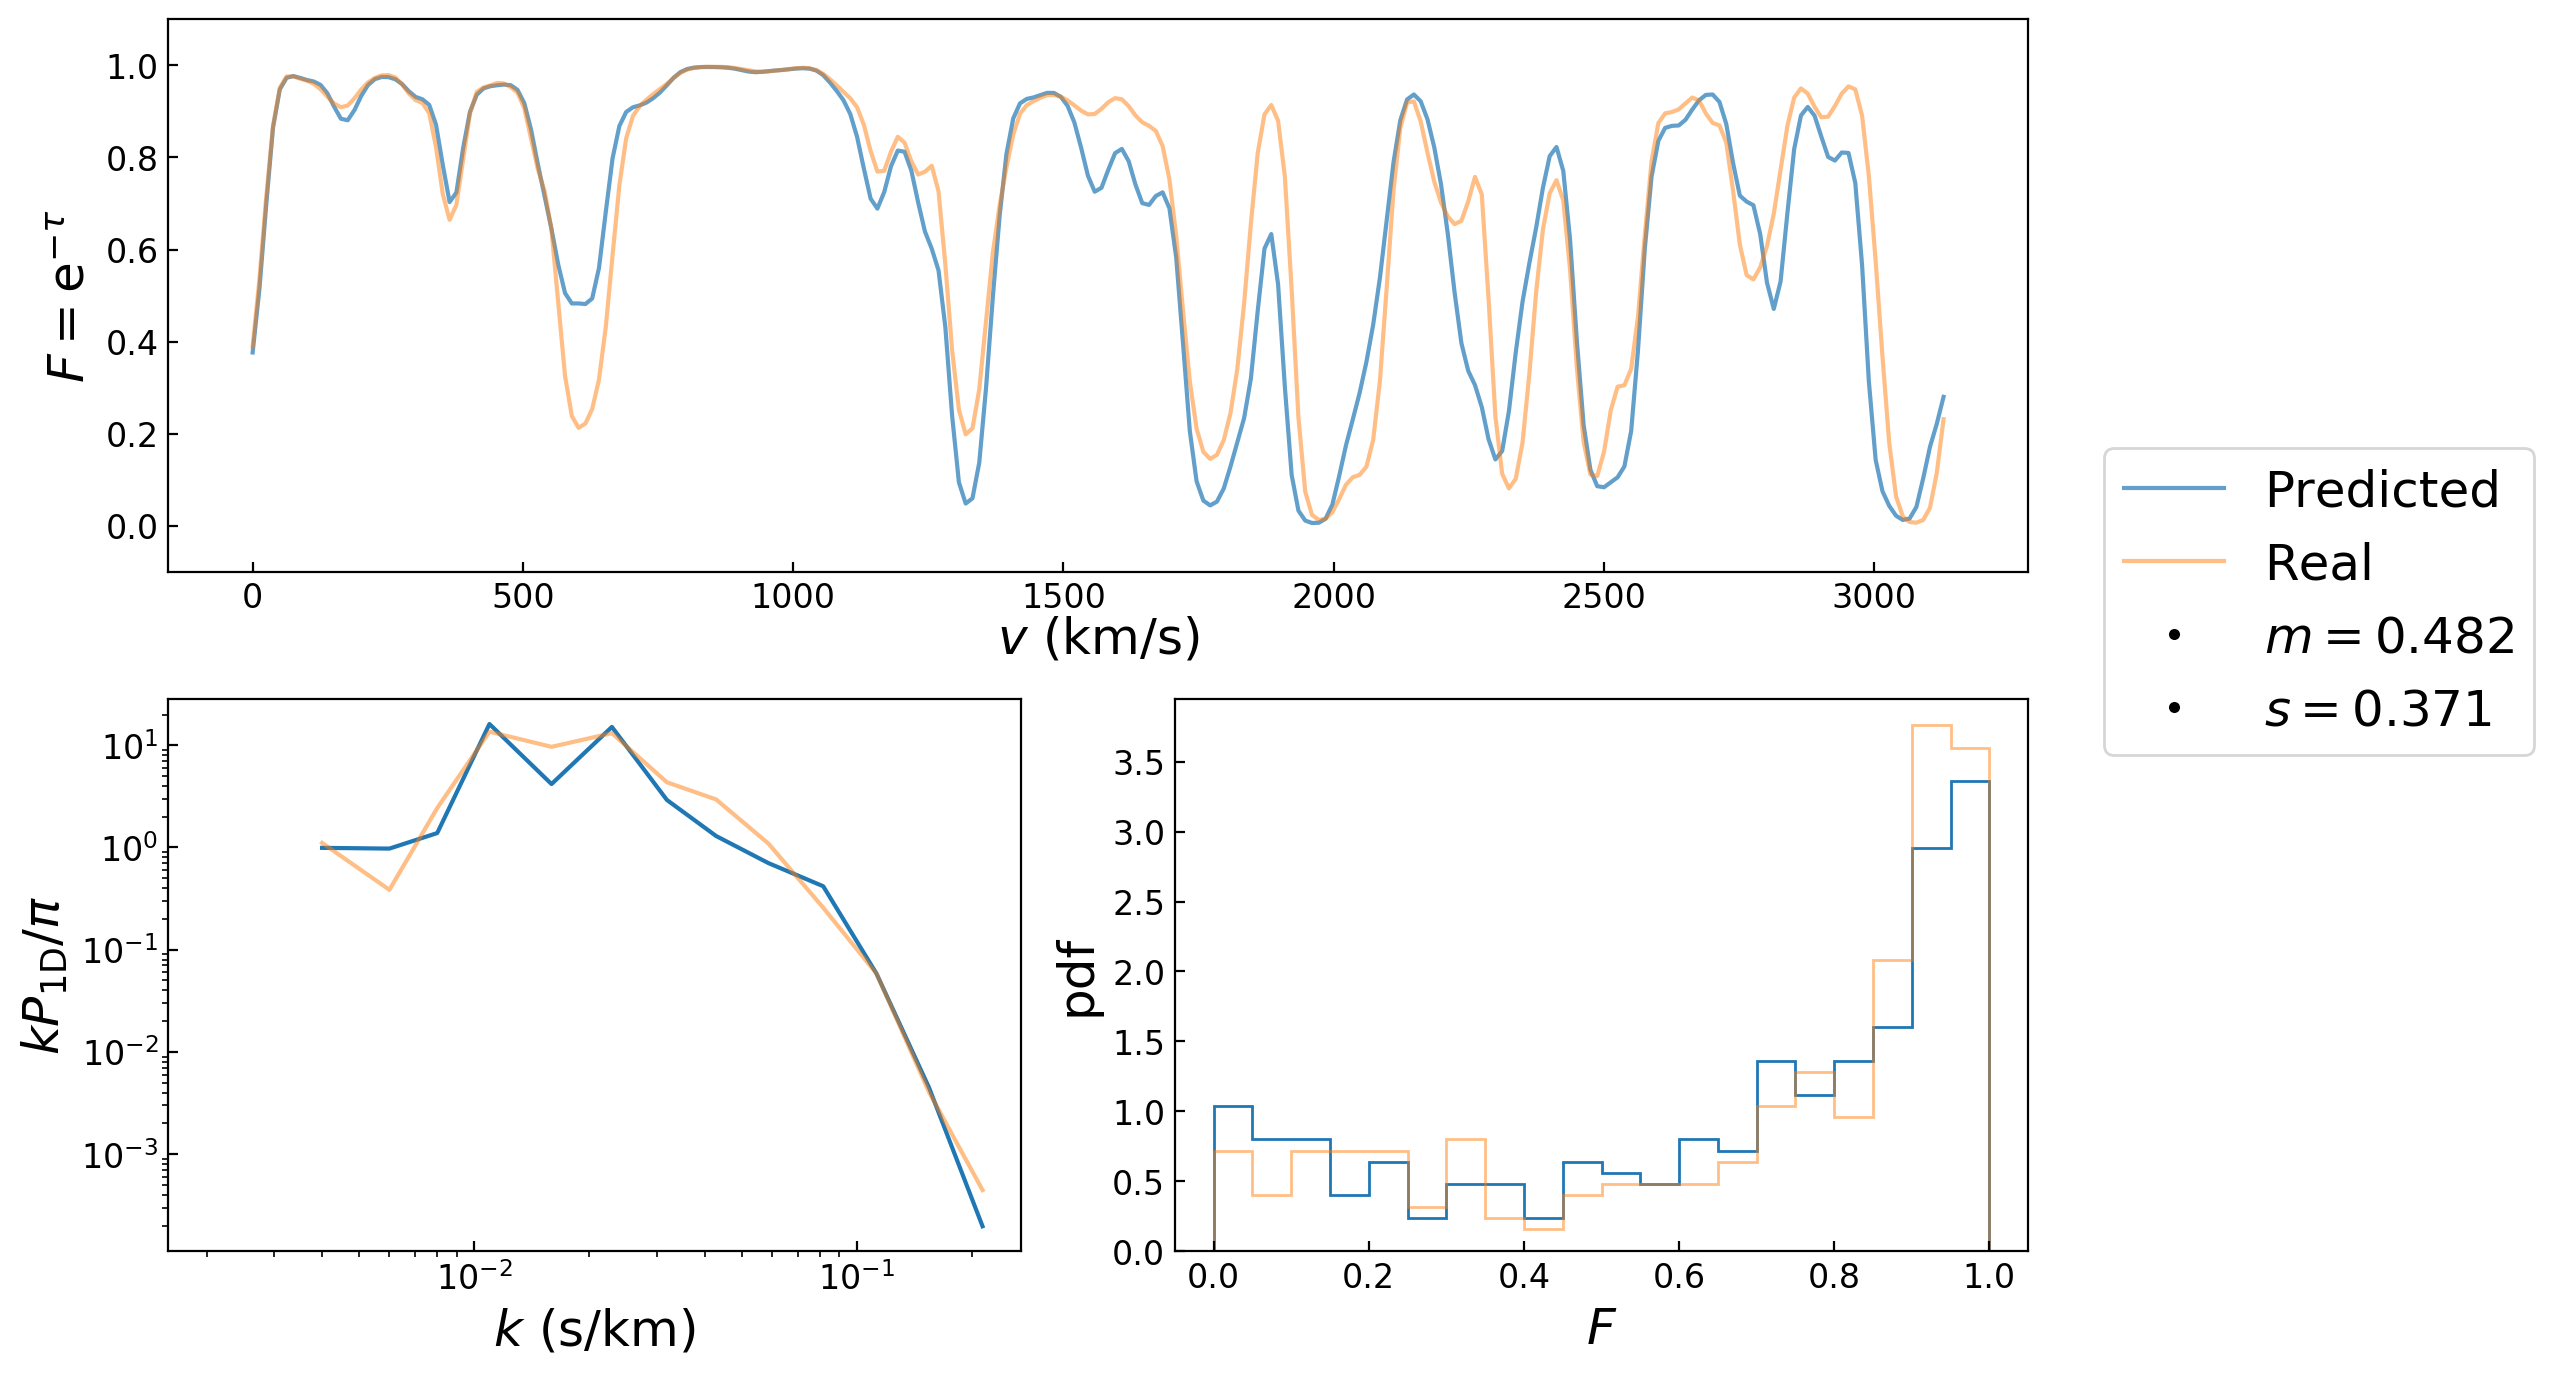 1.0
0.8
0.6
0.4
0.2
0.0
F = e^{−τ}
0 500 1000 1500 2000 2500 3000
v (km/s)
Predicted
Real
m = 0.482
s = 0.371
10^1
10^0
10^{−1}
10^{−2}
10^{−3}
kP_{1D}/π
10^{−2} 10^{−1}
k (s/km)
3.5
3.0
2.5
2.0
1.5
1.0
0.5
0.0
pdf
0.0 0.2 0.4 0.6 0.8 1.0
F